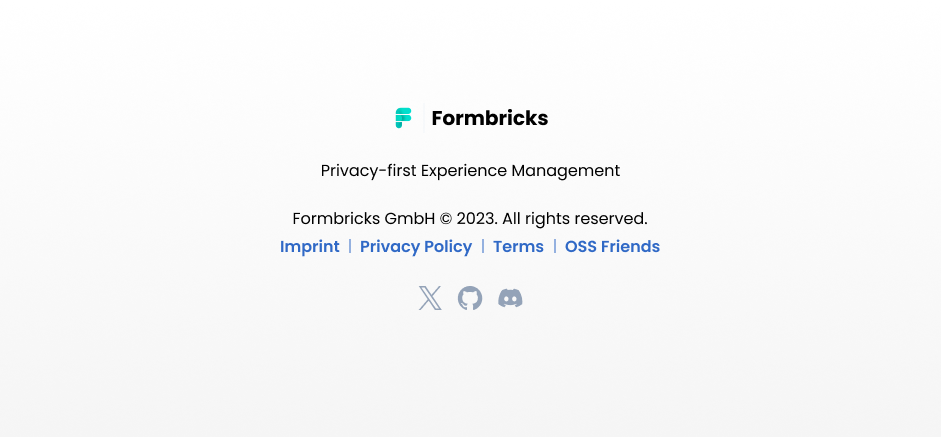 Formbricks
Privacy-first Experience Management
Formbricks GmbH © 2023. All rights reserved.
Imprint | Privacy Policy | Terms | OSS Friends